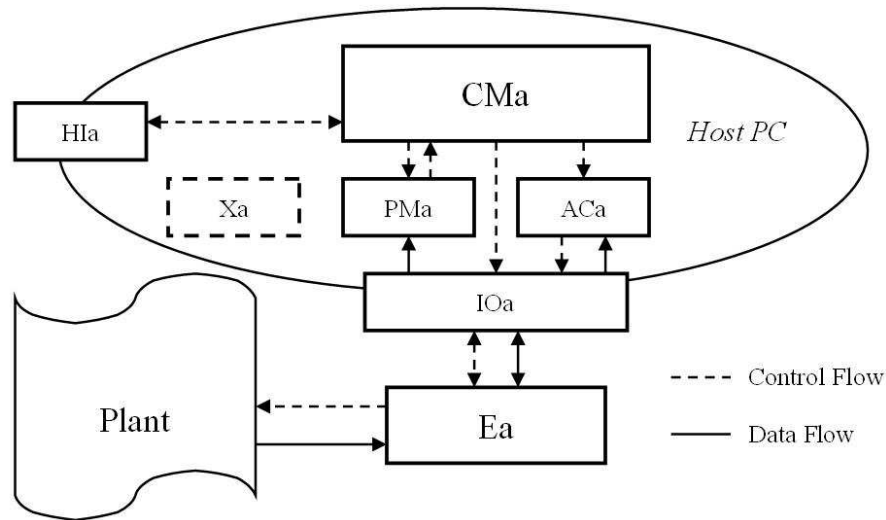 CMa
HIa
Host PC
Xa
PMa
ACa
IOa
Control Flow
Plant
Ea
Data Flow